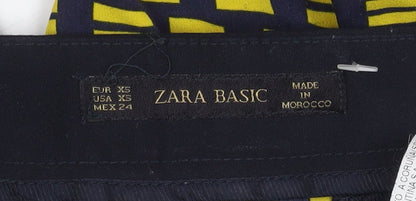 EUR XS
USA XS
MEX 24
ZARA BASIC
MADE
IN
MOROCCO